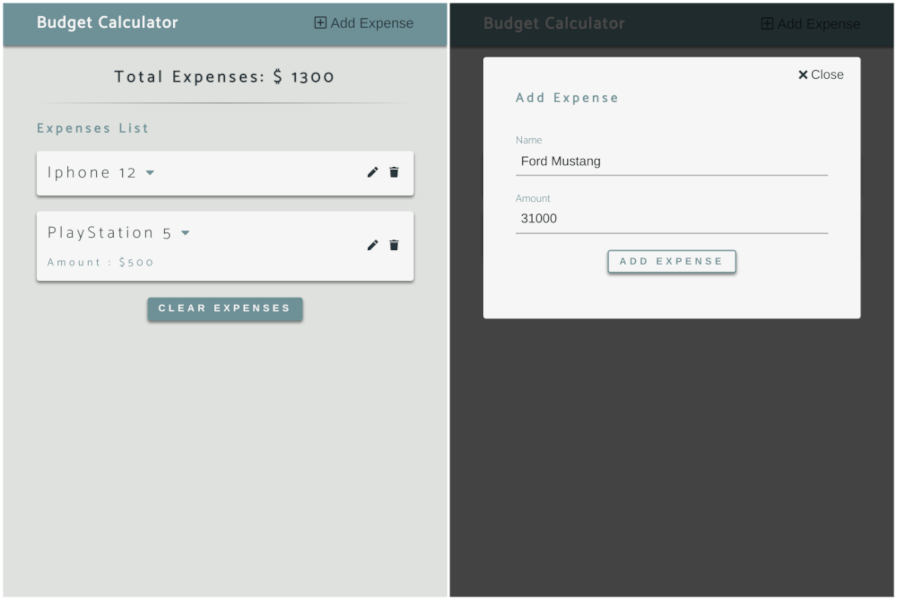 Budget Calculator
Add Expense
Total Expenses: $ 1300
Expenses List
Iphone 12
PlayStation 5
Amount : $500
CLEAR EXPENSES
Budget Calculator
Add Expense
Close
Add Expense
Name
Ford Mustang
Amount
31000
ADD EXPENSE